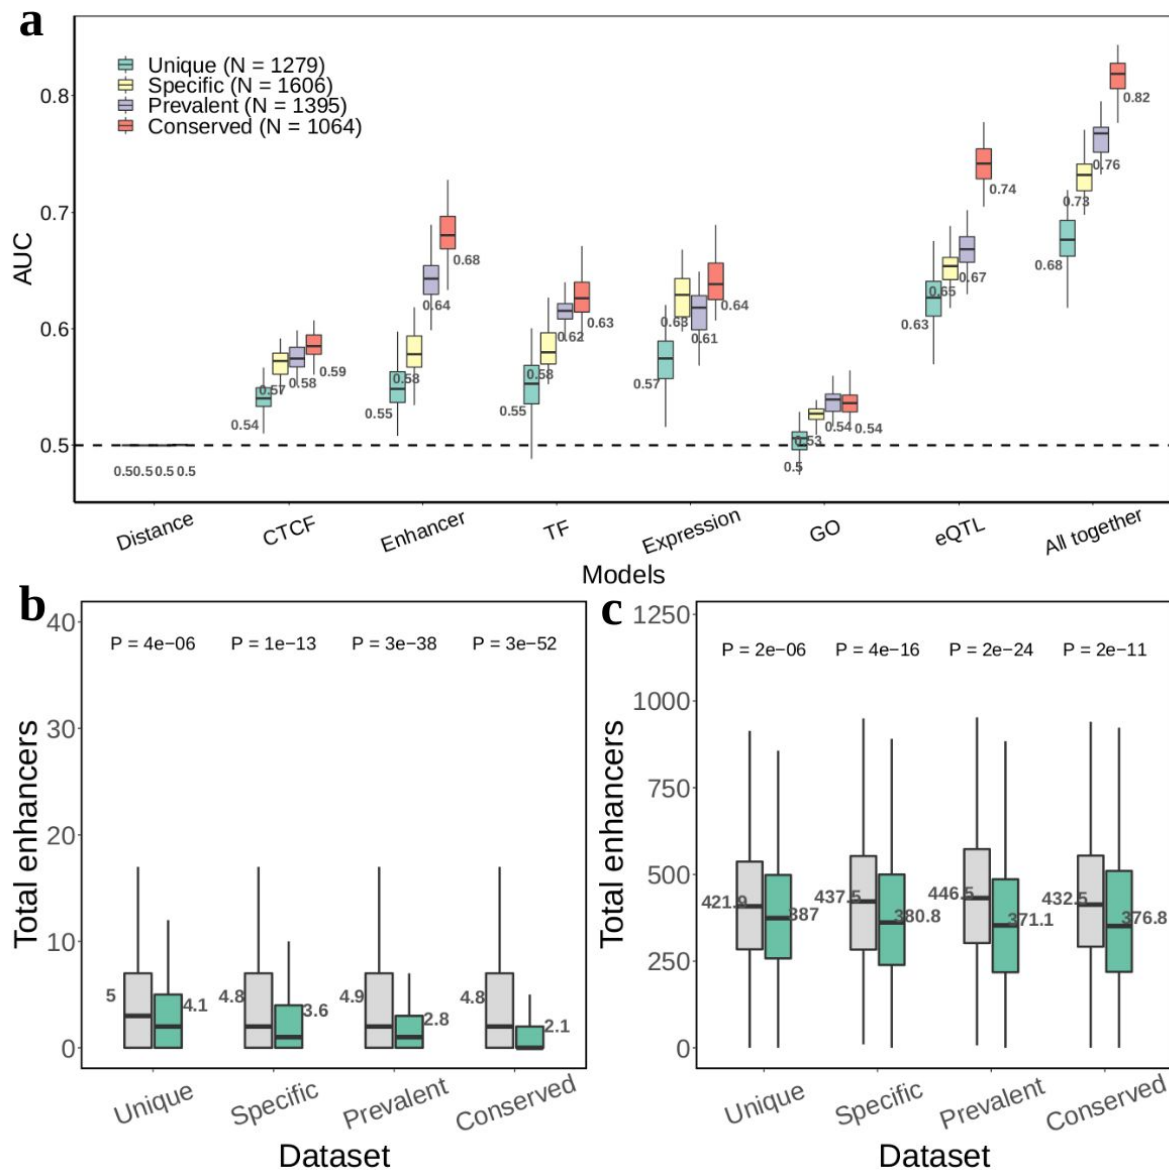 a
Unique (N = 1279)
Specific (N = 1606)
Prevalent (N = 1395)
Conserved (N = 1064)
AUC
0.8
0.7
0.6
0.5
0.5 0.5 0.5 0.5
0.54 0.57 0.58 0.59
0.55 0.58 0.64 0.68
0.55 0.58 0.62 0.63
0.57 0.63 0.61 0.64
0.5 0.53 0.54 0.54
0.63 0.65 0.67 0.74
0.68 0.73 0.76 0.82
Distance CTCF Enhancer TF Expression GO eQTL All together
Models
b
Total enhancers
40
30
20
10
0
P = 4e−06 P = 1e−13 P = 3e−38 P = 3e−52
5 4.1 4.8 3.6 4.9 2.8 4.8 2.1
Unique Specific Prevalent Conserved
Dataset
c
Total enhancers
1250
1000
750
500
250
0
P = 2e−06 P = 4e−16 P = 2e−24 P = 2e−11
421.9 387 437.5 380.8 446.5 371.1 432.5 376.8
Unique Specific Prevalent Conserved
Dataset